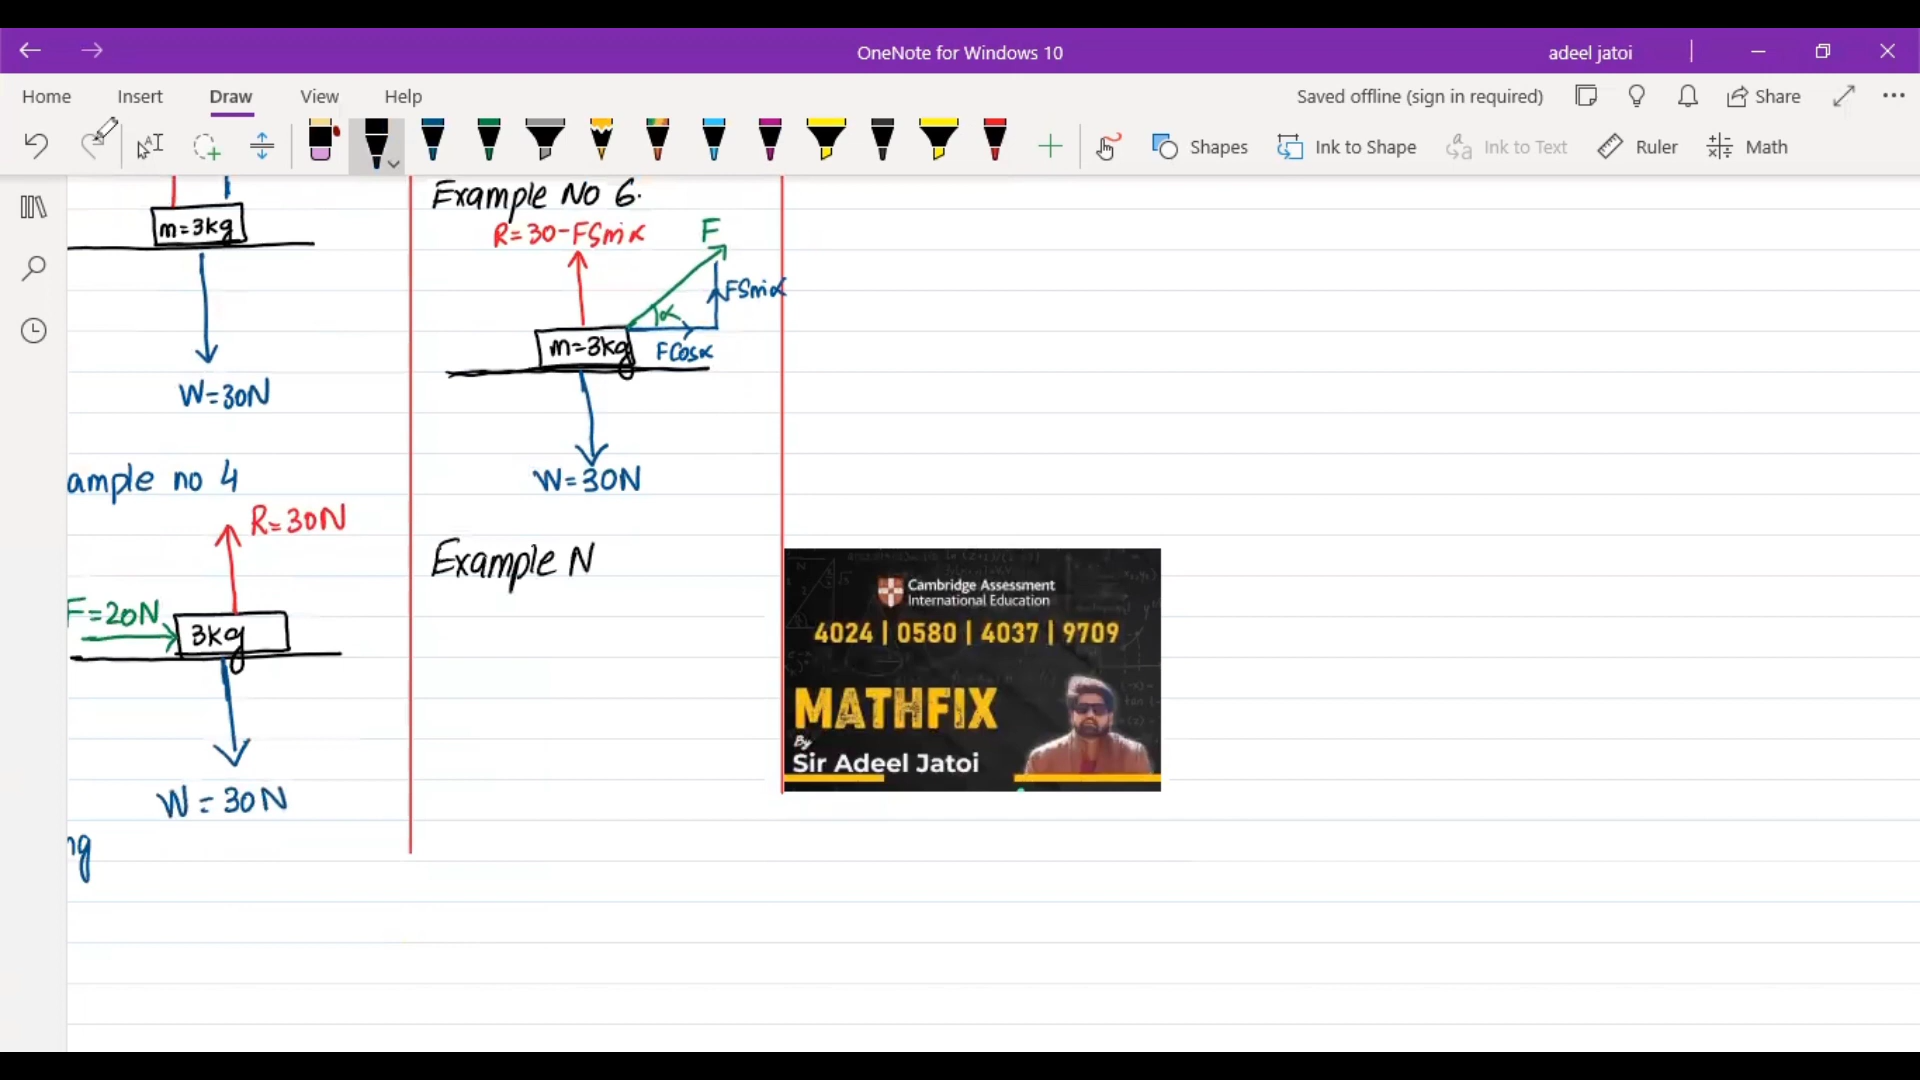 OneNote for Windows 10
adeel jatoi
Home Insert Draw View Help
Saved offline (sign in required)
Share
Shapes
Ink to Shape
Ink to Text
Ruler
Math
m=3kg
W=30N
ample no 4
R=30N
F=20N
3kg
W=30N
ng
Example No 6.
R=30-FSinα
F
FSinα
α
m=3kg
FCosα
W=30N
Example N
Cambridge Assessment
International Education
4024 | 0580 | 4037 | 9709
MATHFIX
By
Sir Adeel Jatoi